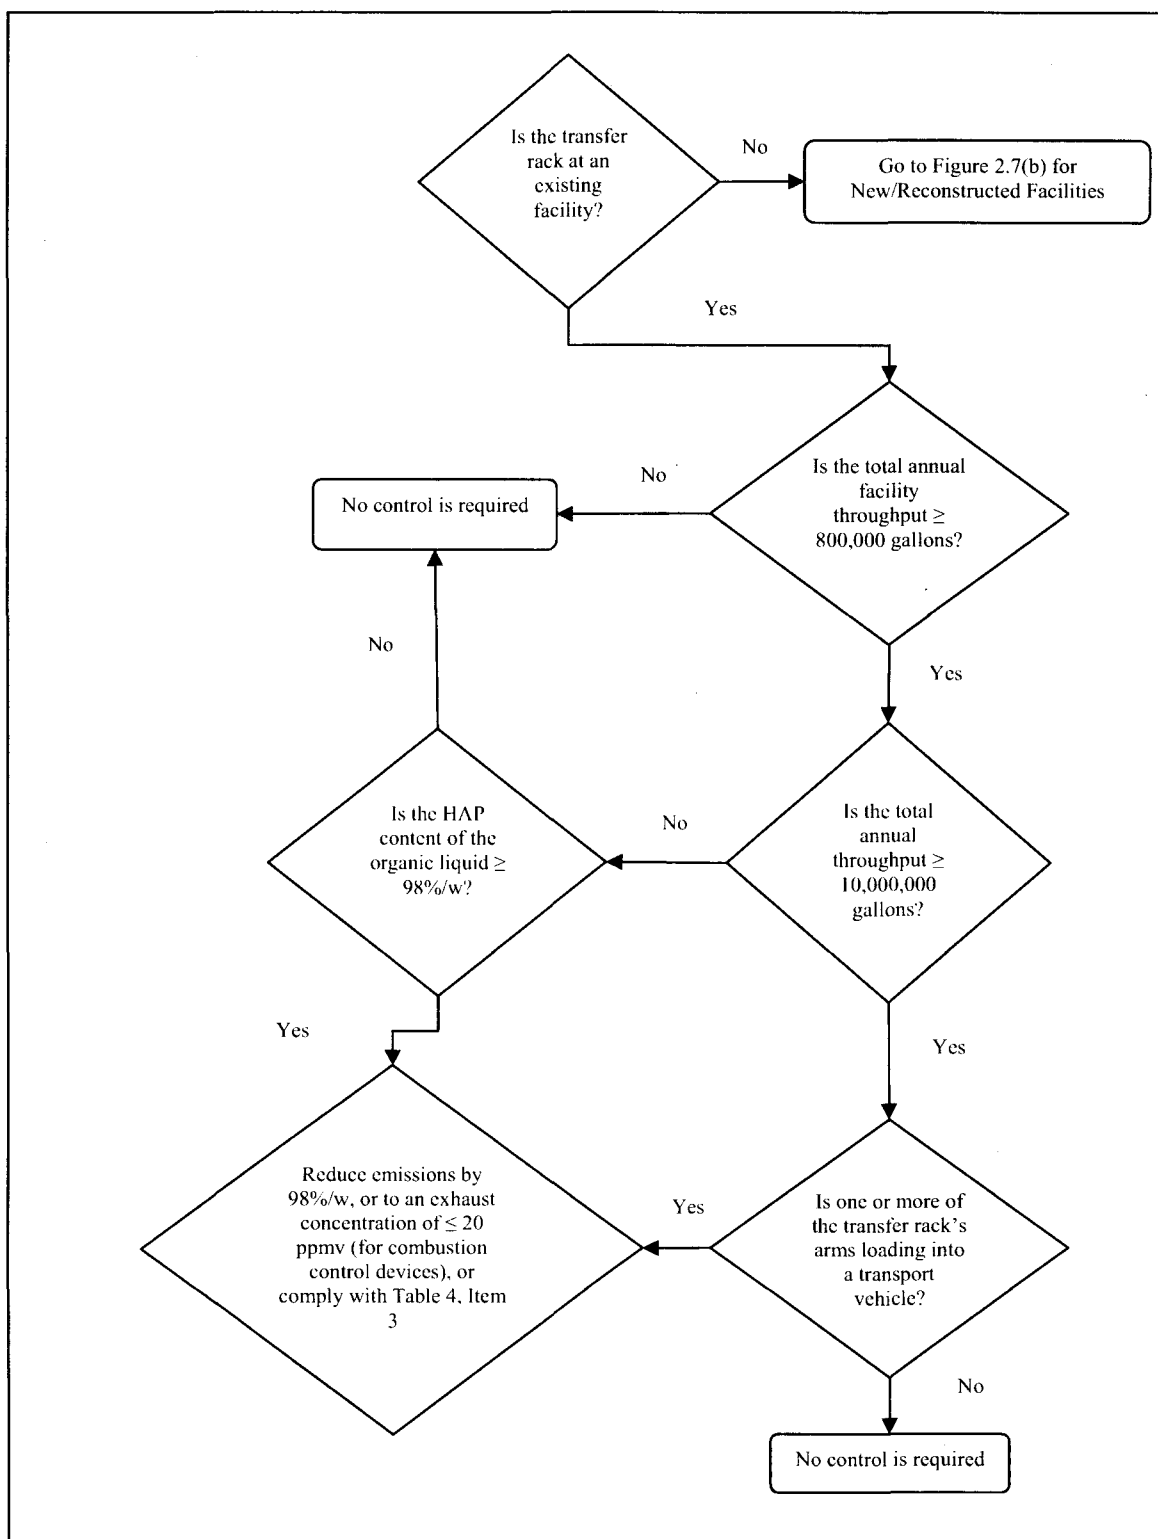 Is the transfer
rack at an
existing
facility?
No
Go to Figure 2.7(b) for
New/Reconstructed Facilities
Yes
Is the total annual
facility
throughput ≥
800,000 gallons?
No
No control is required
No
Yes
Is the HAP
content of the
organic liquid ≥
98%/w?
No
Is the total
annual
throughput ≥
10,000,000
gallons?
Yes
Yes
Reduce emissions by
98%/w, or to an exhaust
concentration of ≤ 20
ppmv (for combustion
control devices), or
comply with Table 4, Item
3
Yes
Is one or more of
the transfer rack's
arms loading into
a transport
vehicle?
No
No control is required